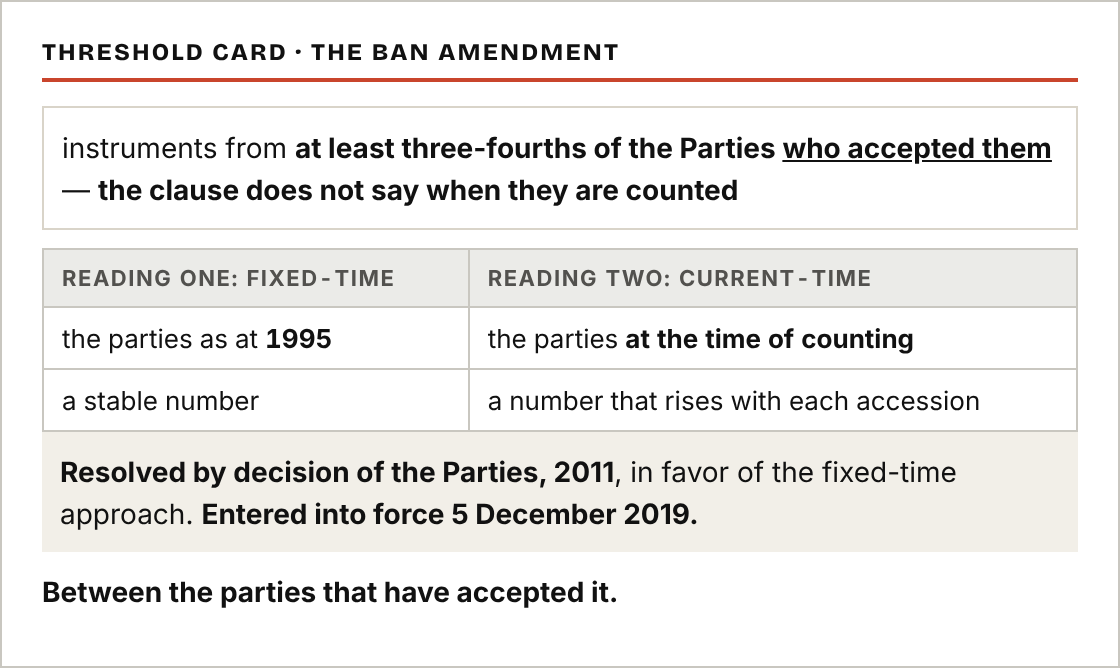 THRESHOLD CARD · THE BAN AMENDMENT
instruments from at least three-fourths of the Parties who accepted them
— the clause does not say when they are counted
READING ONE: FIXED-TIME
READING TWO: CURRENT-TIME
the parties as at 1995
the parties at the time of counting
a stable number
a number that rises with each accession
Resolved by decision of the Parties, 2011, in favor of the fixed-time
approach. Entered into force 5 December 2019.
Between the parties that have accepted it.